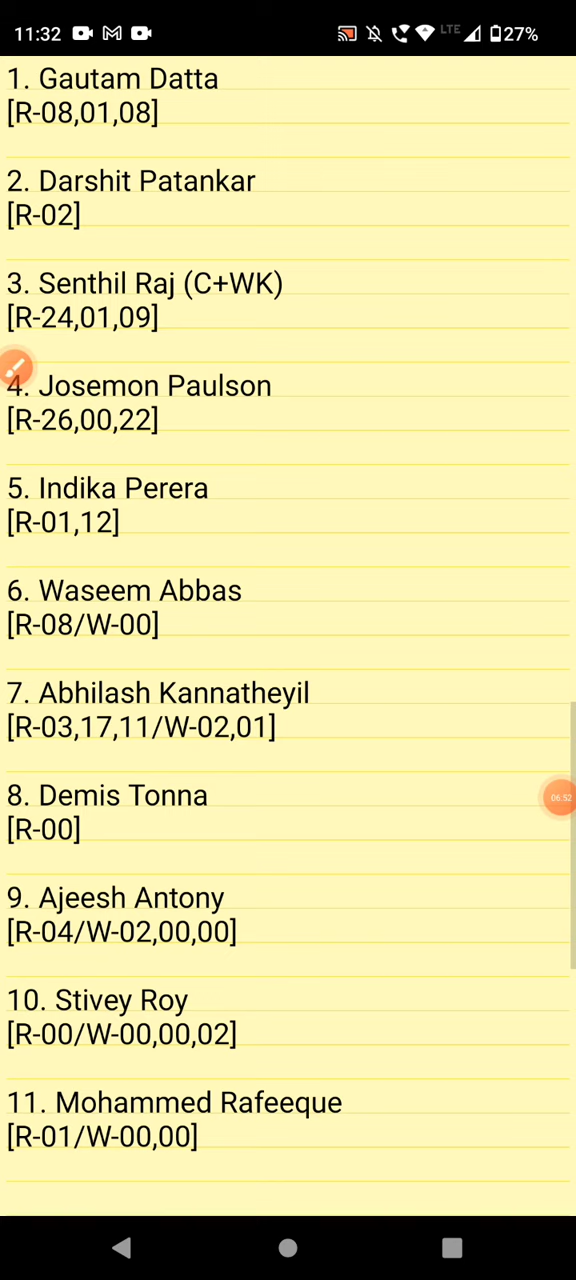 11:32 LTE 27%
1. Gautam Datta
[R-08,01,08]
2. Darshit Patankar
[R-02]
3. Senthil Raj (C+WK)
[R-24,01,09]
4. Josemon Paulson
[R-26,00,22]
5. Indika Perera
[R-01,12]
6. Waseem Abbas
[R-08/W-00]
7. Abhilash Kannatheyil
[R-03,17,11/W-02,01]
06:52
8. Demis Tonna
[R-00]
9. Ajeesh Antony
[R-04/W-02,00,00]
10. Stivey Roy
[R-00/W-00,00,02]
11. Mohammed Rafeeque
[R-01/W-00,00]